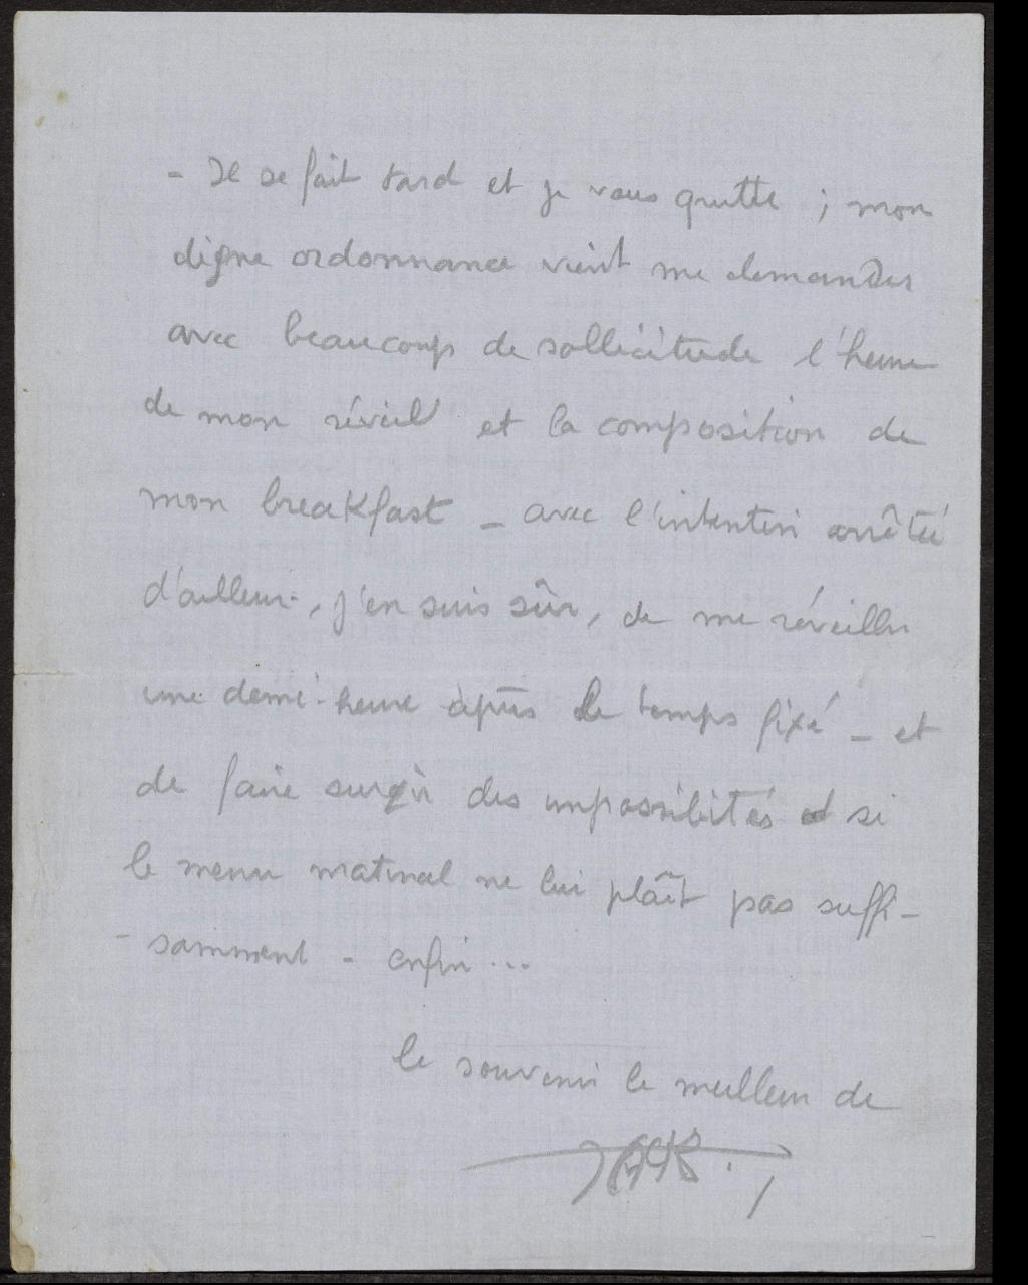 - Il se fait tard et je vous quitte ; mon
digne ordonnance vient me demander
avec beaucoup de sollicitude l'heure
de mon réveil et la composition de
mon breakfast - avec l'intention arrêtée
d'ailleurs, j'en suis sûr, de me réveiller
une demi-heure après le temps fixé - et
de faire surgir des impossibités si
le menu matinal ne lui plaît pas suffi-
- samment - enfin ...
le souvenir le meilleur de